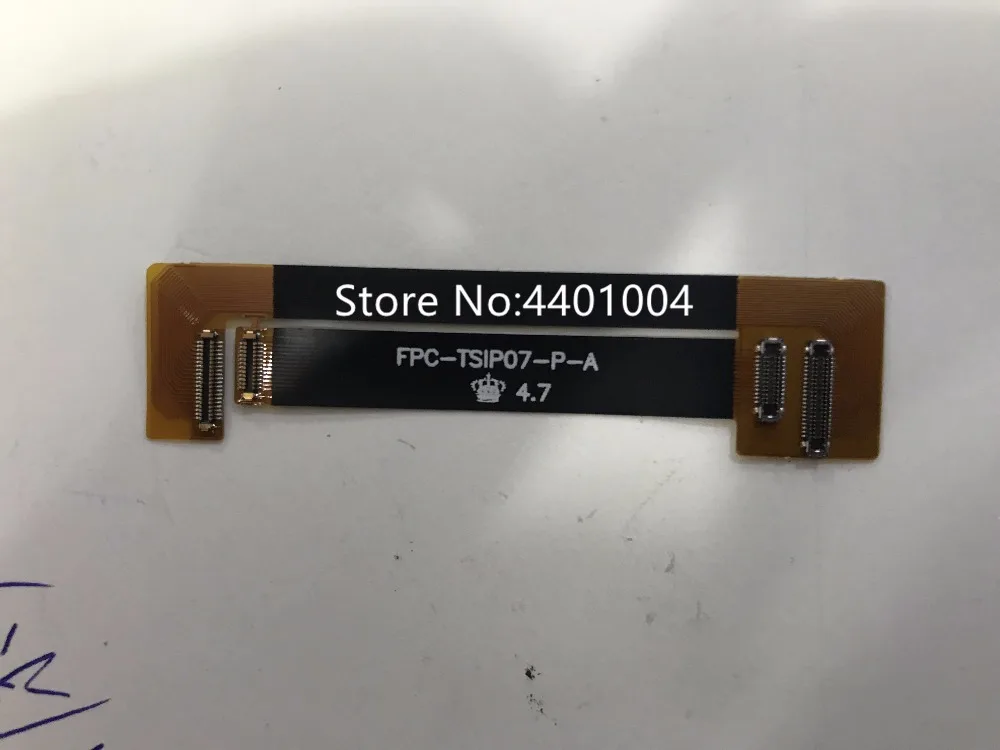 Store No:4401004
FPC-TSIP07-P-A
4.7